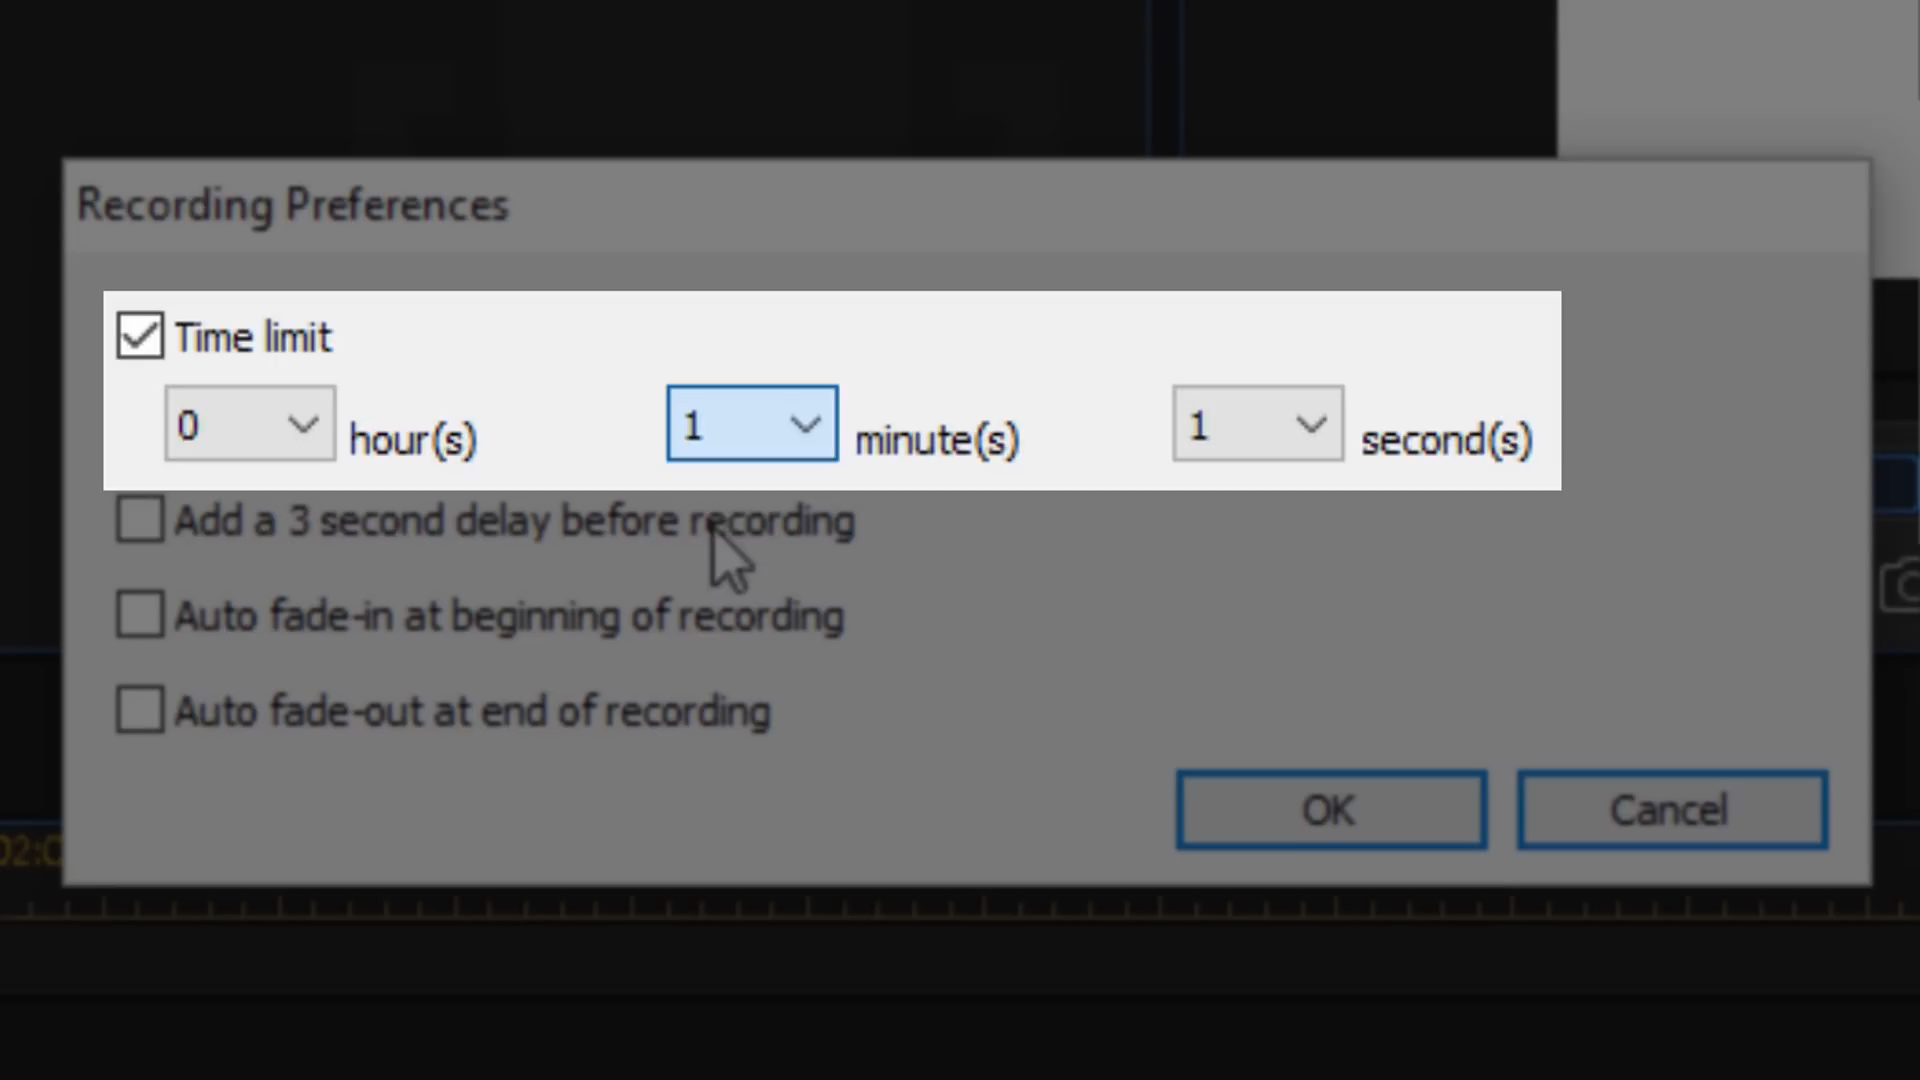 Recording Preferences
Time limit
0 hour(s) 1 minute(s) 1 second(s)
Add a 3 second delay before recording
Auto fade-in at beginning of recording
Auto fade-out at end of recording
OK Cancel